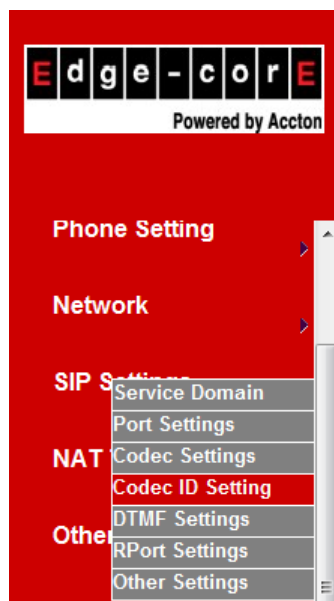 Edge-corE
Powered by Accton
Phone Setting
Network
SIP
Service Domain
Port Settings
NAT
Codec Settings
Codec ID Setting
DTMF Settings
Other
RPort Settings
Other Settings